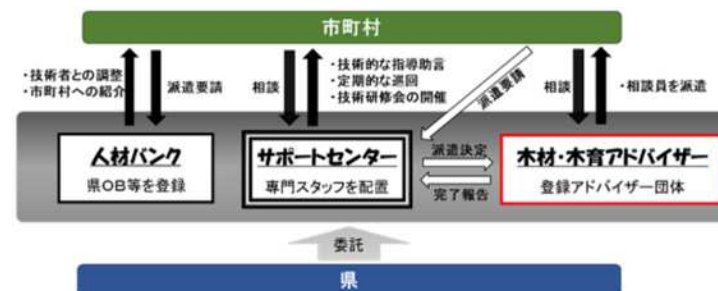 市町村
・技術者との調整
・市町村への紹介
派遣要請
相談
・技術的な指導助言
・定期的な巡回
・技術研修会の開催
派遣要請
相談
・相談員を派遣
人材バンク
県OB等を登録
サポートセンター
専門スタッフを配置
派遣決定
完了報告
木材・木育アドバイザー
登録アドバイザー団体
委託
県